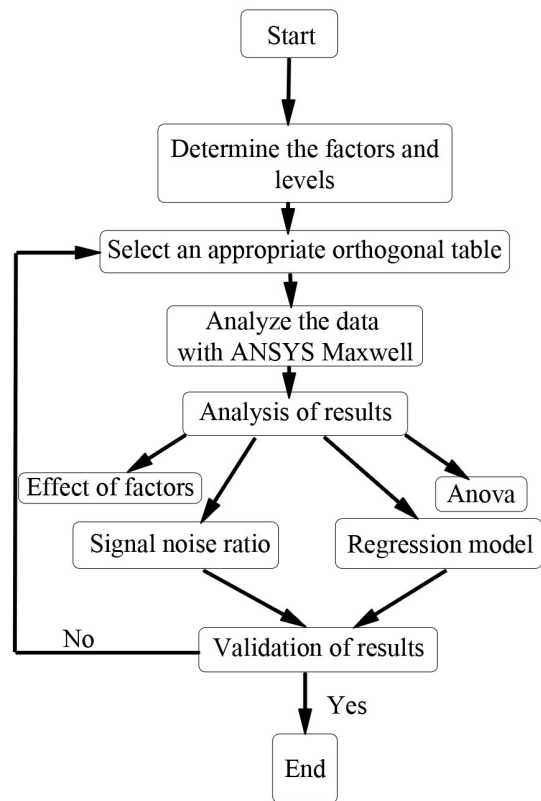 Start
Determine the factors and
levels
Select an appropriate orthogonal table
Analyze the data
with ANSYS Maxwell
Analysis of results
Effect of factors
Anova
Signal noise ratio
Regression model
No
Validation of results
Yes
End